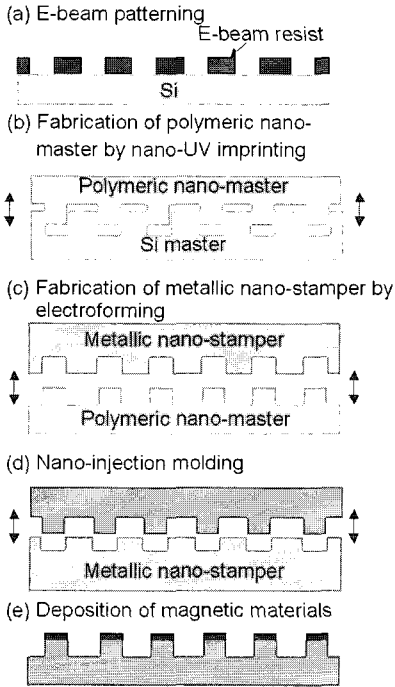 (a) E-beam patterning
E-beam resist
Si
(b) Fabrication of polymeric nano-
master by nano-UV imprinting
Polymeric nano-master
Si master
(c) Fabrication of metallic nano-stamper by
electroforming
Metallic nano-stamper
Polymeric nano-master
(d) Nano-injection molding
Metallic nano-stamper
(e) Deposition of magnetic materials